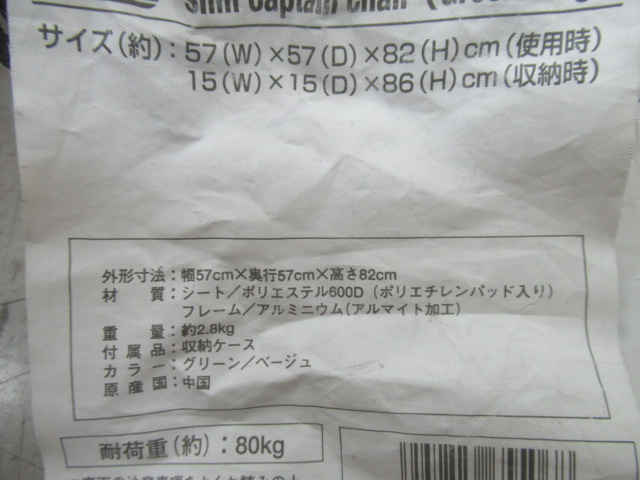 Slim Captain Chair
サイズ(約):57(W)×57(D)×82(H)cm(使用時)
15(W)×15(D)×86(H)cm(収納時)
外形寸法:幅57cm×奥行57cm×高さ82cm
材質:シート/ポリエステル600D(ポリエチレンパッド入り)
フレーム/アルミニウム(アルマイト加工)
重量:約2.8kg
付属品:収納ケース
カラー:グリーン/ベージュ
原産国:中国
耐荷重(約):80kg